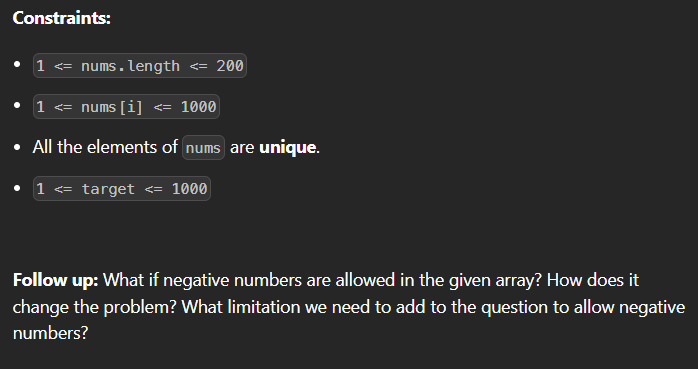 Constraints:
1 <= nums.length <= 200
1 <= nums[i] <= 1000
All the elements of nums are unique.
1 <= target <= 1000
Follow up: What if negative numbers are allowed in the given array? How does it
change the problem? What limitation we need to add to the question to allow negative
numbers?